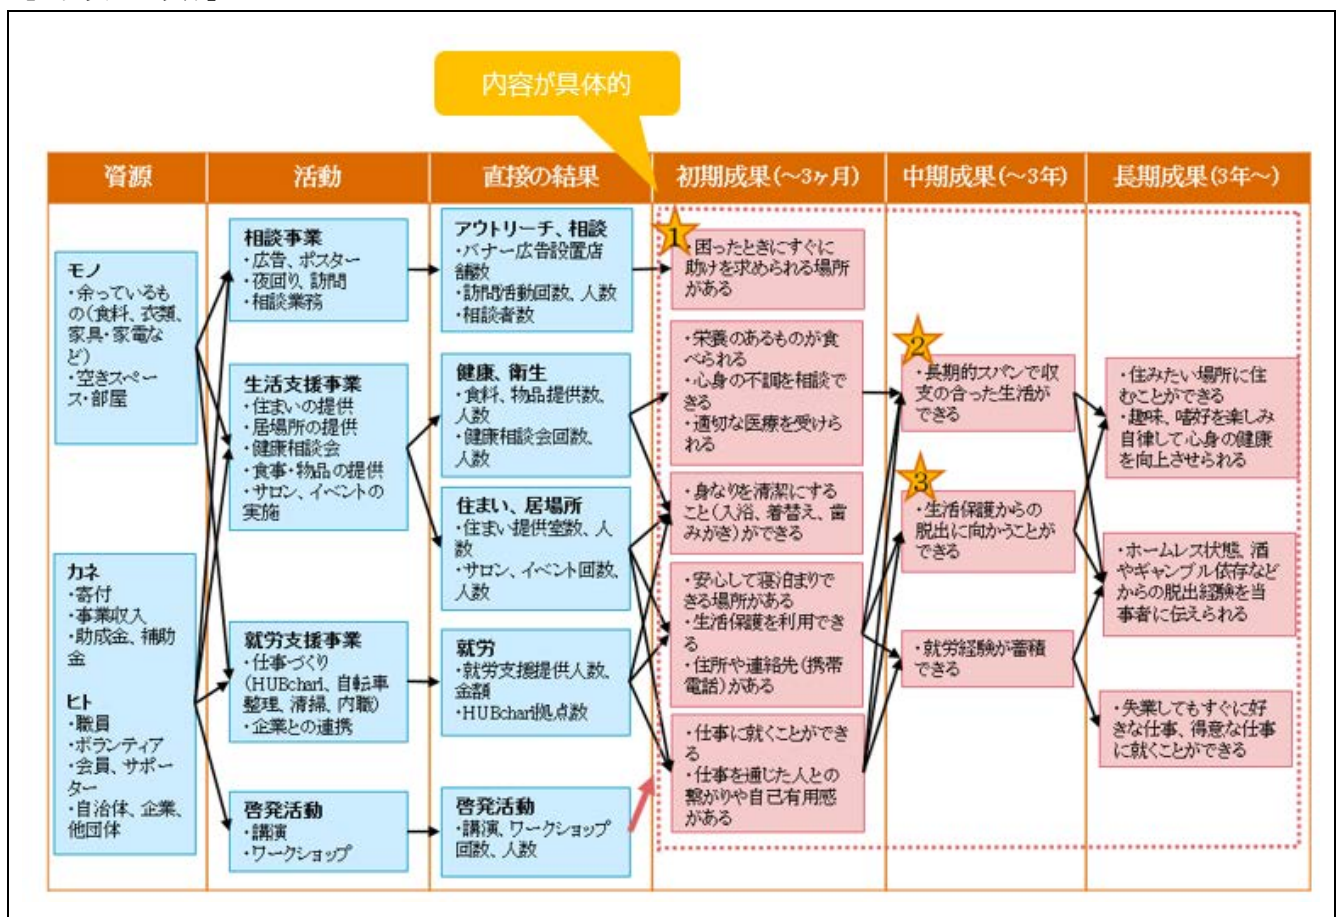 内容が具体的
資源
活動
直接の結果
初期成果(～3ヶ月)
中期成果(～3年)
長期成果(3年～)
モノ
・余っているも
の(食料、衣類、
家具・家電な
ど)
・空きスペー
ス・部屋
カネ
・寄付
・事業収入
・助成金、補助
金
ヒト
・職員
・ボランティア
・会員、サポー
ター
・自治体、企業、
他団体
相談事業
・広告、ポスター
・夜回り、訪問
・相談業務
生活支援事業
・住まいの提供
・居場所の提供
・健康相談会
・食事・物品の提供
・サロン、イベントの
実施
就労支援事業
・仕事づくり
(HUBchari、自転車
整理、清掃、内職)
・企業との連携
啓発活動
・講演
・ワークショップ
アウトリーチ、相談
・バナー広告設置店
舗数
・訪問活動回数、人数
・相談者数
健康、衛生
・食料、物品提供数、
人数
・健康相談会回数、
人数
住まい、居場所
・住まい提供室数、人
数
・サロン、イベント回数、
人数
就労
・就労支援提供人数、
金額
・HUBchari拠点数
啓発活動
・講演、ワークショップ
回数、人数
1
・困ったときにすぐに
助けを求められる場所
がある
・栄養のあるものが食
べられる
・心身の不調を相談で
きる
・適切な医療を受けら
れる
・身なりを清潔にする
こと(入浴、着替え、歯
みがき)ができる
・安心して寝泊まりで
きる場所がある
・生活保護を利用でき
る
・住所や連絡先(携帯
電話)がある
・仕事に就くことができ
る
・仕事を通じた人との
繋がりや自己有用感
がある
2
・長期的スパンで収
支の合った生活が
できる
3
・生活保護からの
脱出に向かうことが
できる
・就労経験が蓄積
できる
・住みたい場所に住
むことができる
・趣味、嗜好を楽しみ
自律して心身の健康
を向上させられる
・ホームレス状態、酒
やギャンブル依存など
からの脱出経験を当
事者に伝えられる
・失業してもすぐに好
きな仕事、得意な仕事
に就くことができる